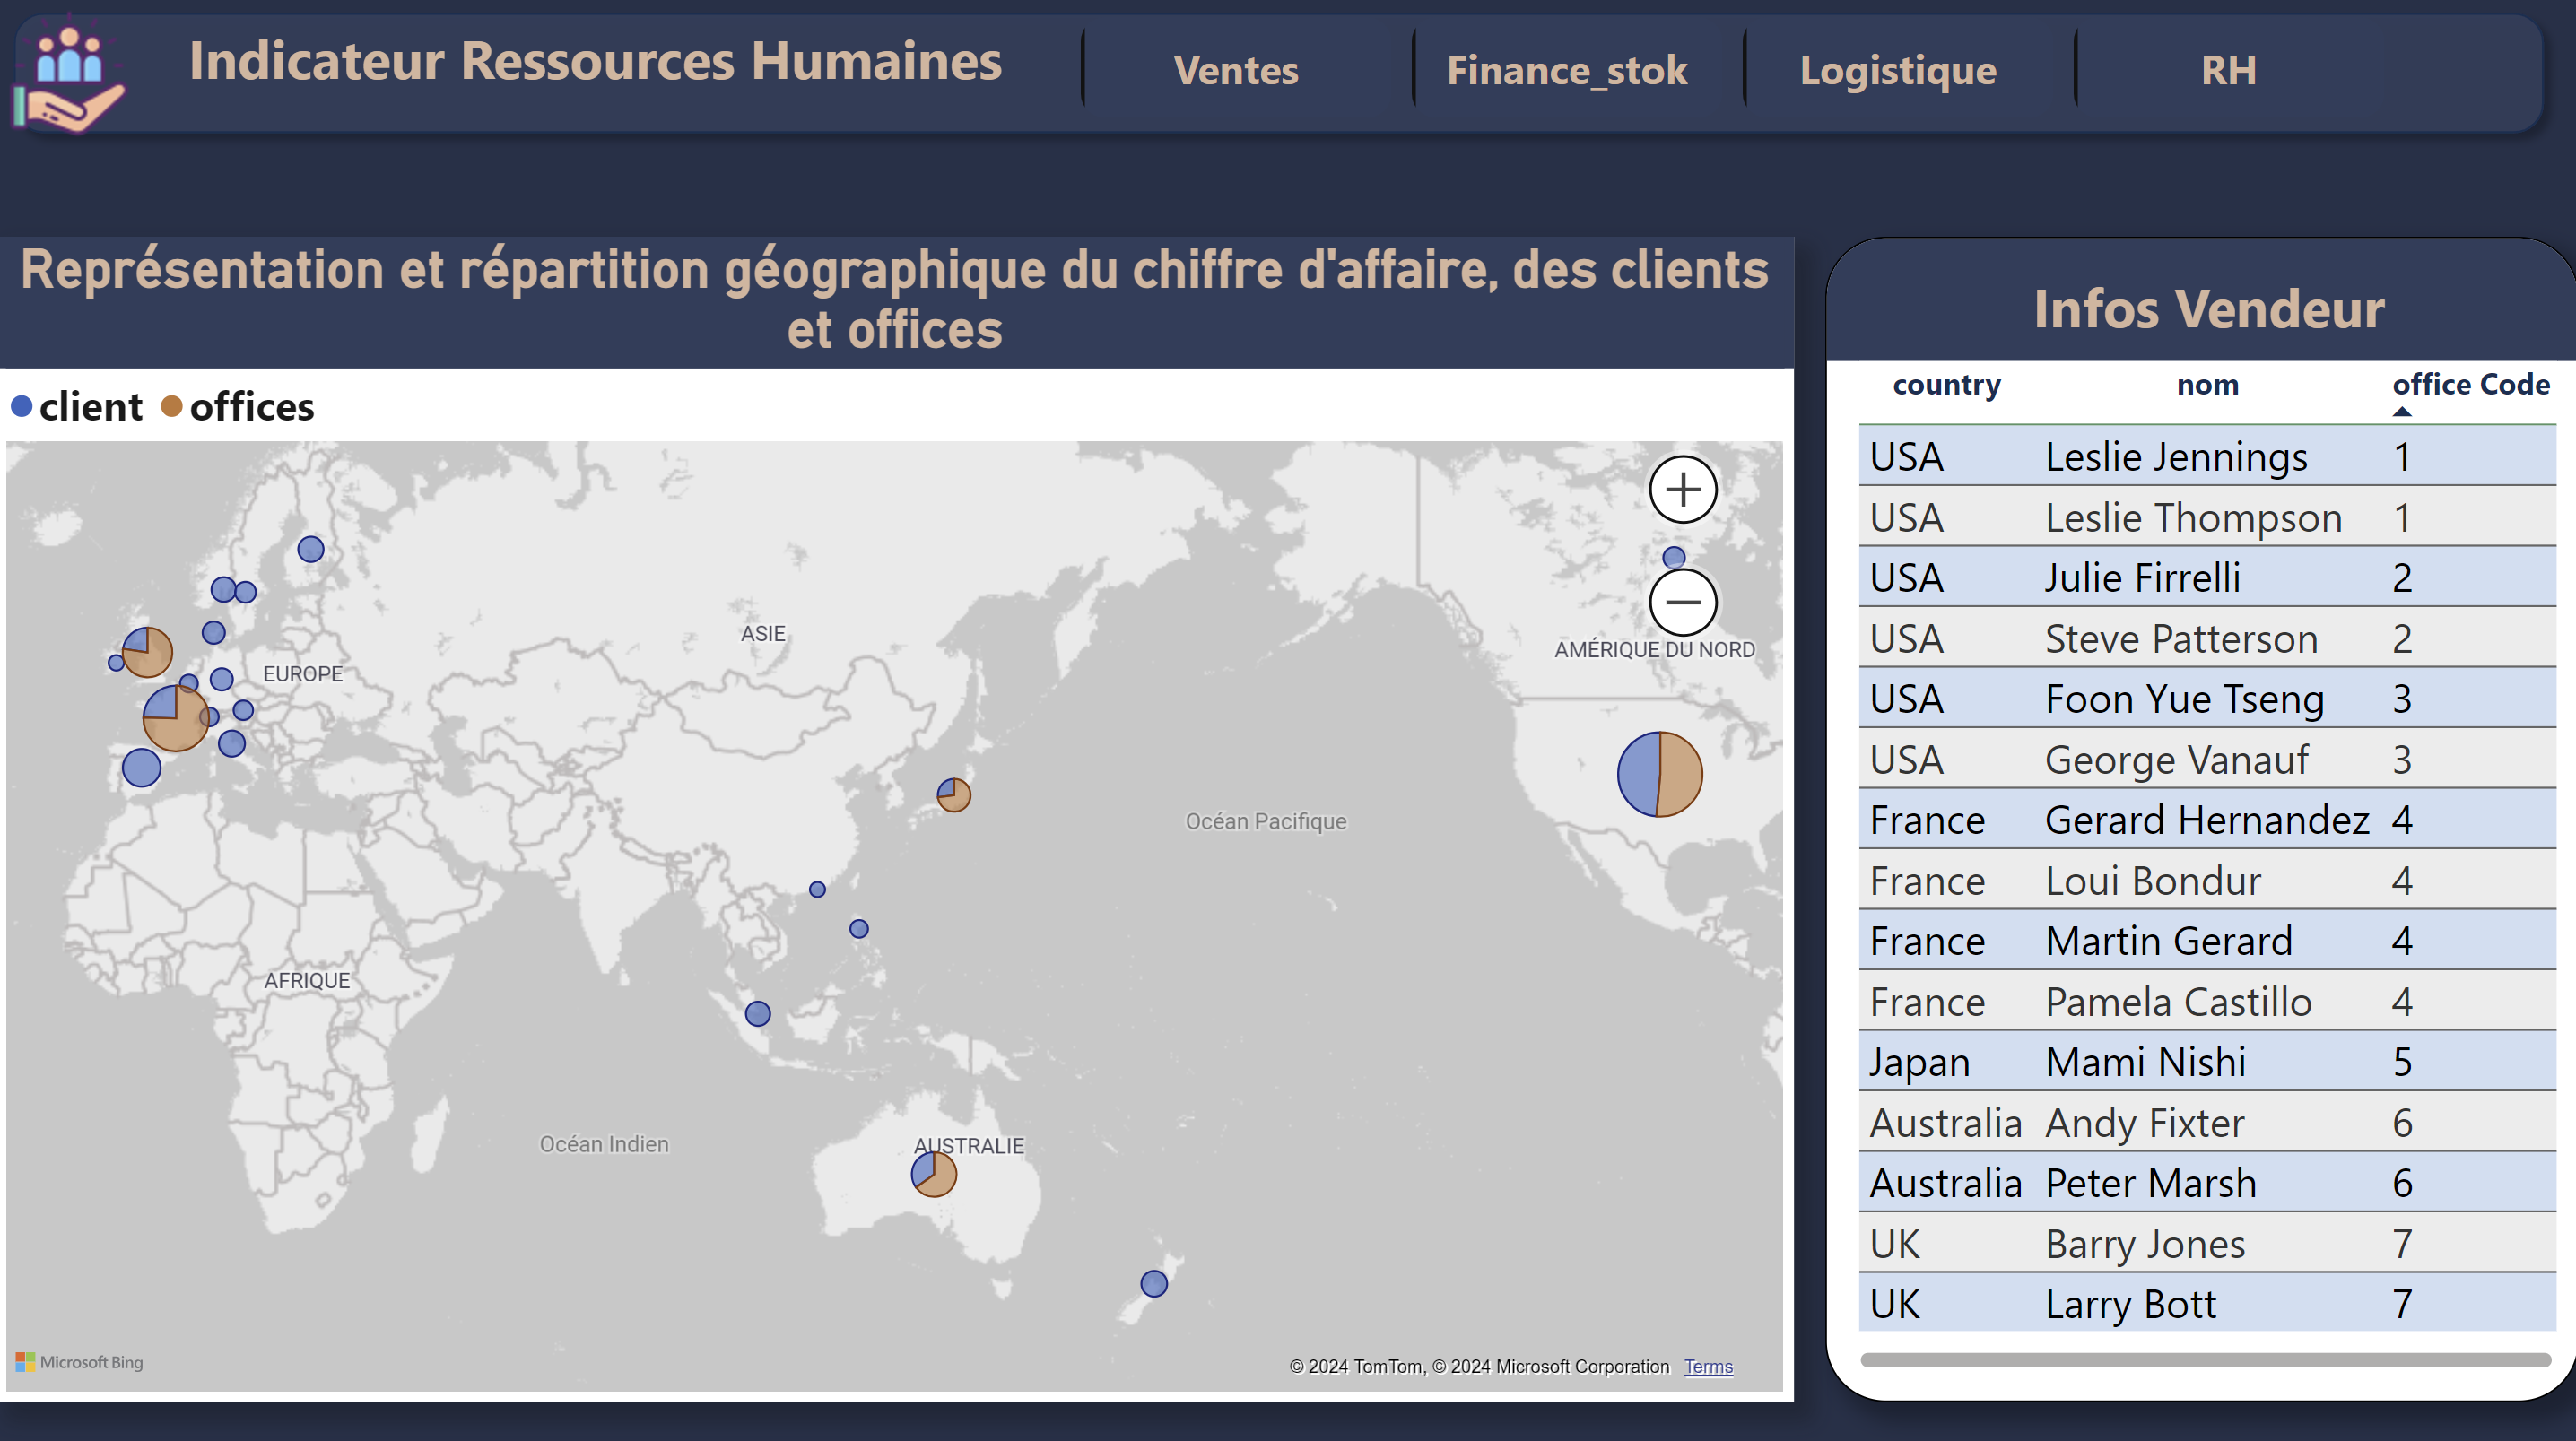 Indicateur Ressources Humaines
Ventes
Finance_stok
Logistique
RH
Représentation et répartition géographique du chiffre d'affaire, des clients
et offices
client offices
ASIE
EUROPE
AMÉRIQUE DU NORD
Océan Pacifique
AFRIQUE
Océan Indien
AUSTRALIE
Microsoft Bing
© 2024 TomTom, © 2024 Microsoft Corporation Terms
Infos Vendeur
country nom office Code
USA Leslie Jennings 1
USA Leslie Thompson 1
USA Julie Firrelli 2
USA Steve Patterson 2
USA Foon Yue Tseng 3
USA George Vanauf 3
France Gerard Hernandez 4
France Loui Bondur 4
France Martin Gerard 4
France Pamela Castillo 4
Japan Mami Nishi 5
Australia Andy Fixter 6
Australia Peter Marsh 6
UK Barry Jones 7
UK Larry Bott 7